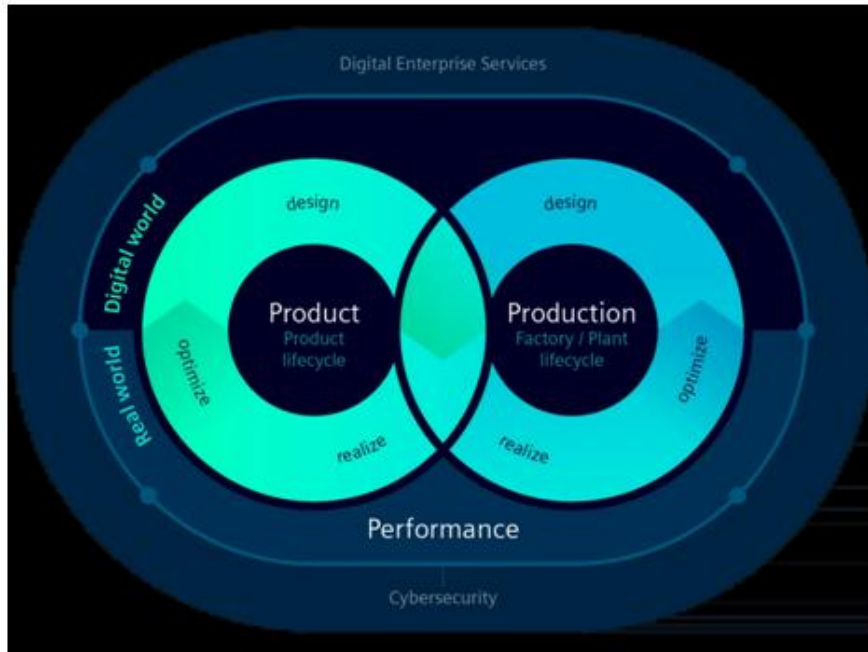 Digital Enterprise Services
Digital world
design
design
Product
Product
lifecycle
Production
Factory / Plant
lifecycle
optimize
optimize
Real world
realize
realize
Performance
Cybersecurity